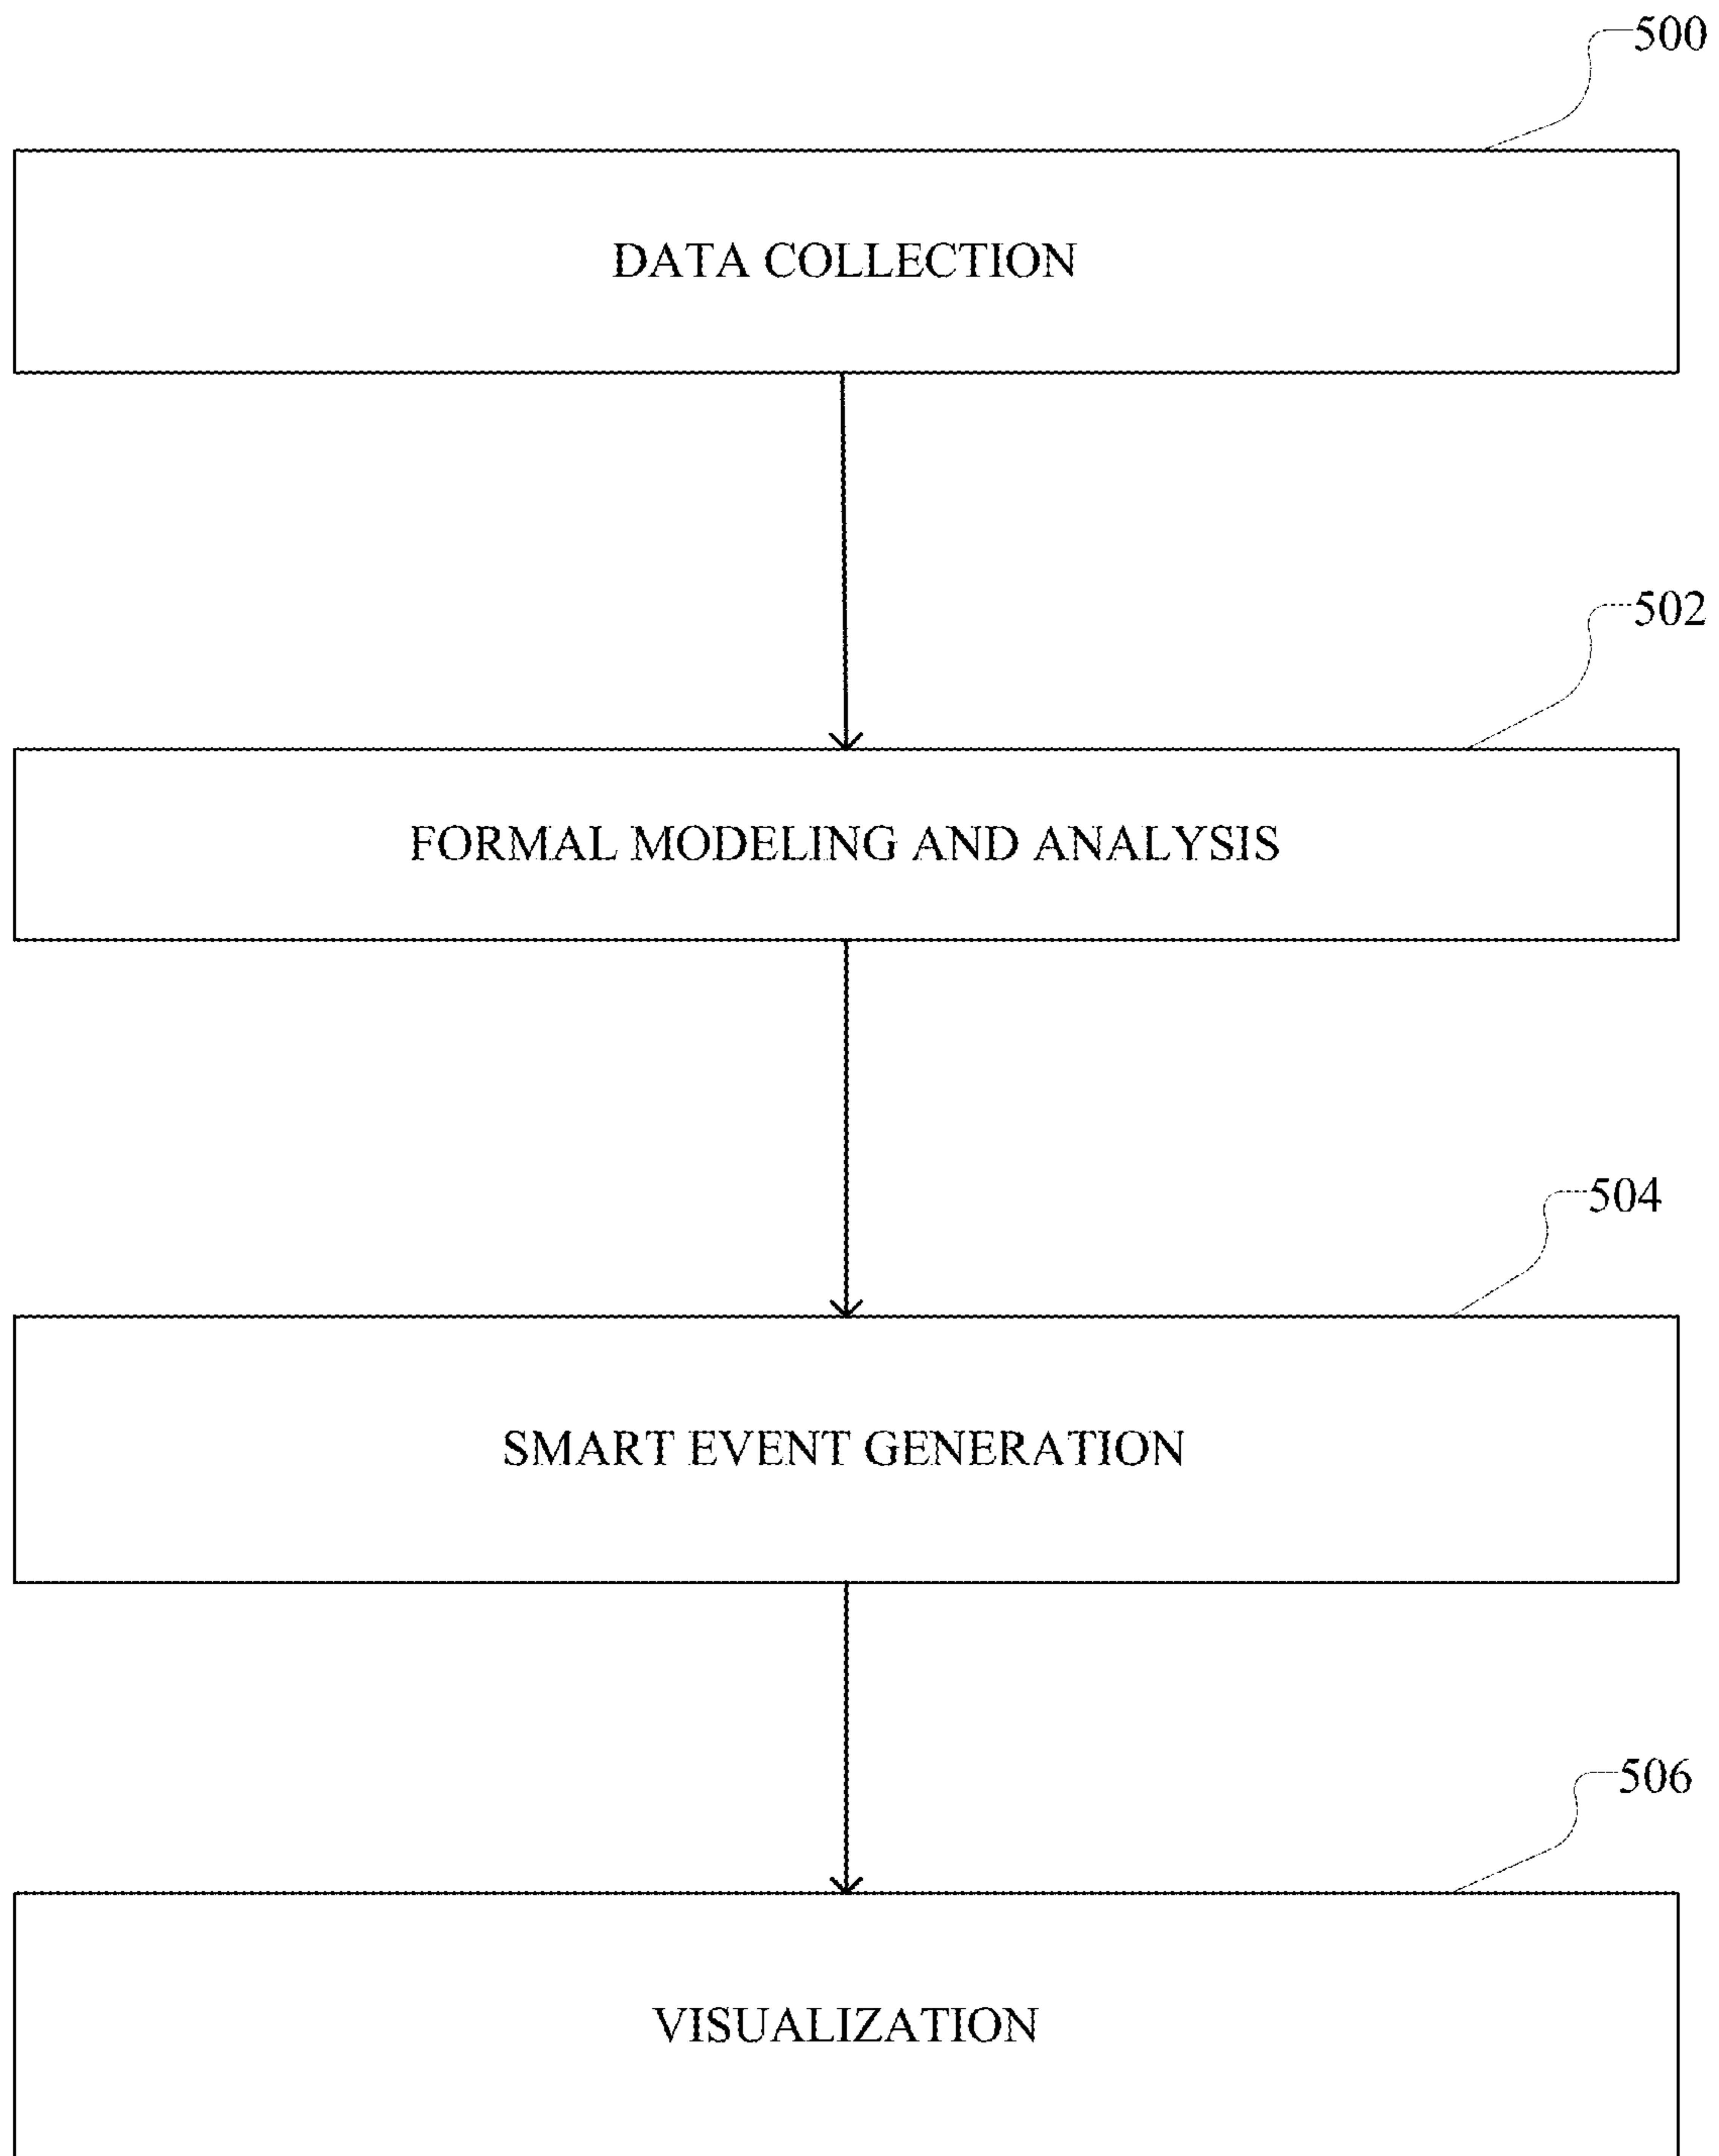 500
DATA COLLECTION
502
FORMAL MODELING AND ANALYSIS
504
SMART EVENT GENERATION
506
VISUALIZATION